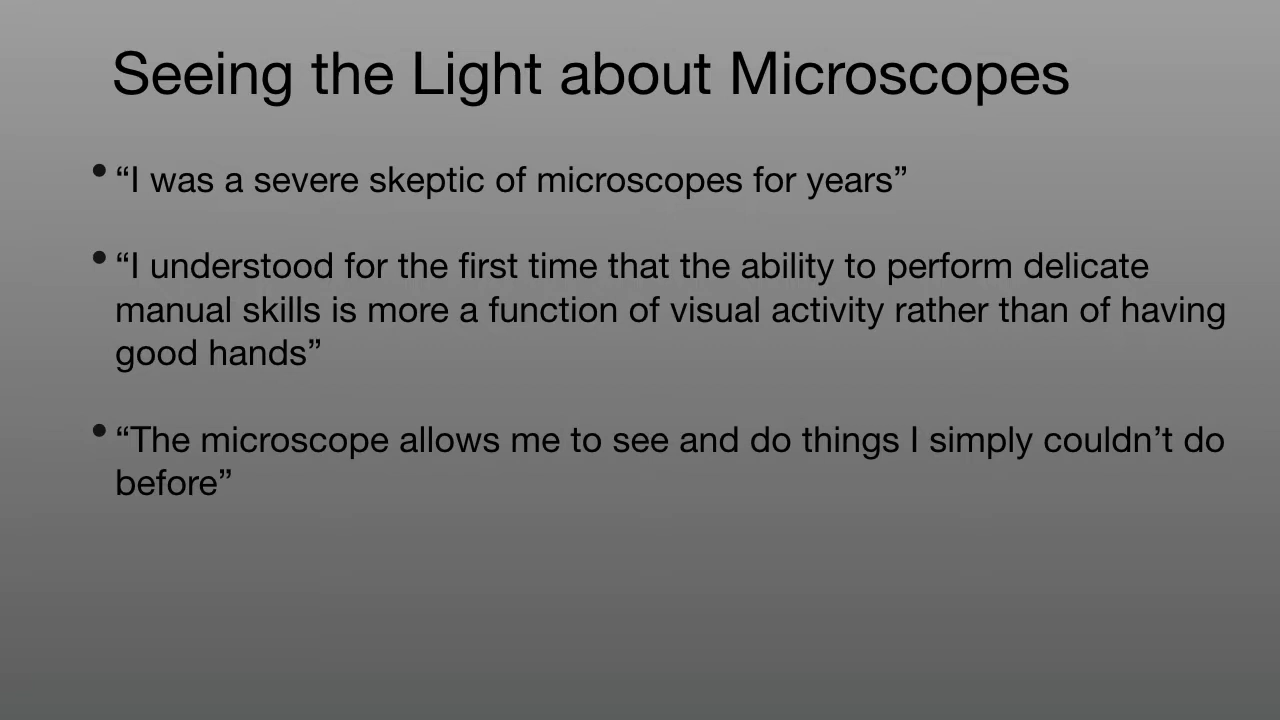 Seeing the Light about Microscopes
• “I was a severe skeptic of microscopes for years”
• “I understood for the first time that the ability to perform delicate
manual skills is more a function of visual activity rather than of having
good hands”
• “The microscope allows me to see and do things I simply couldn’t do
before”